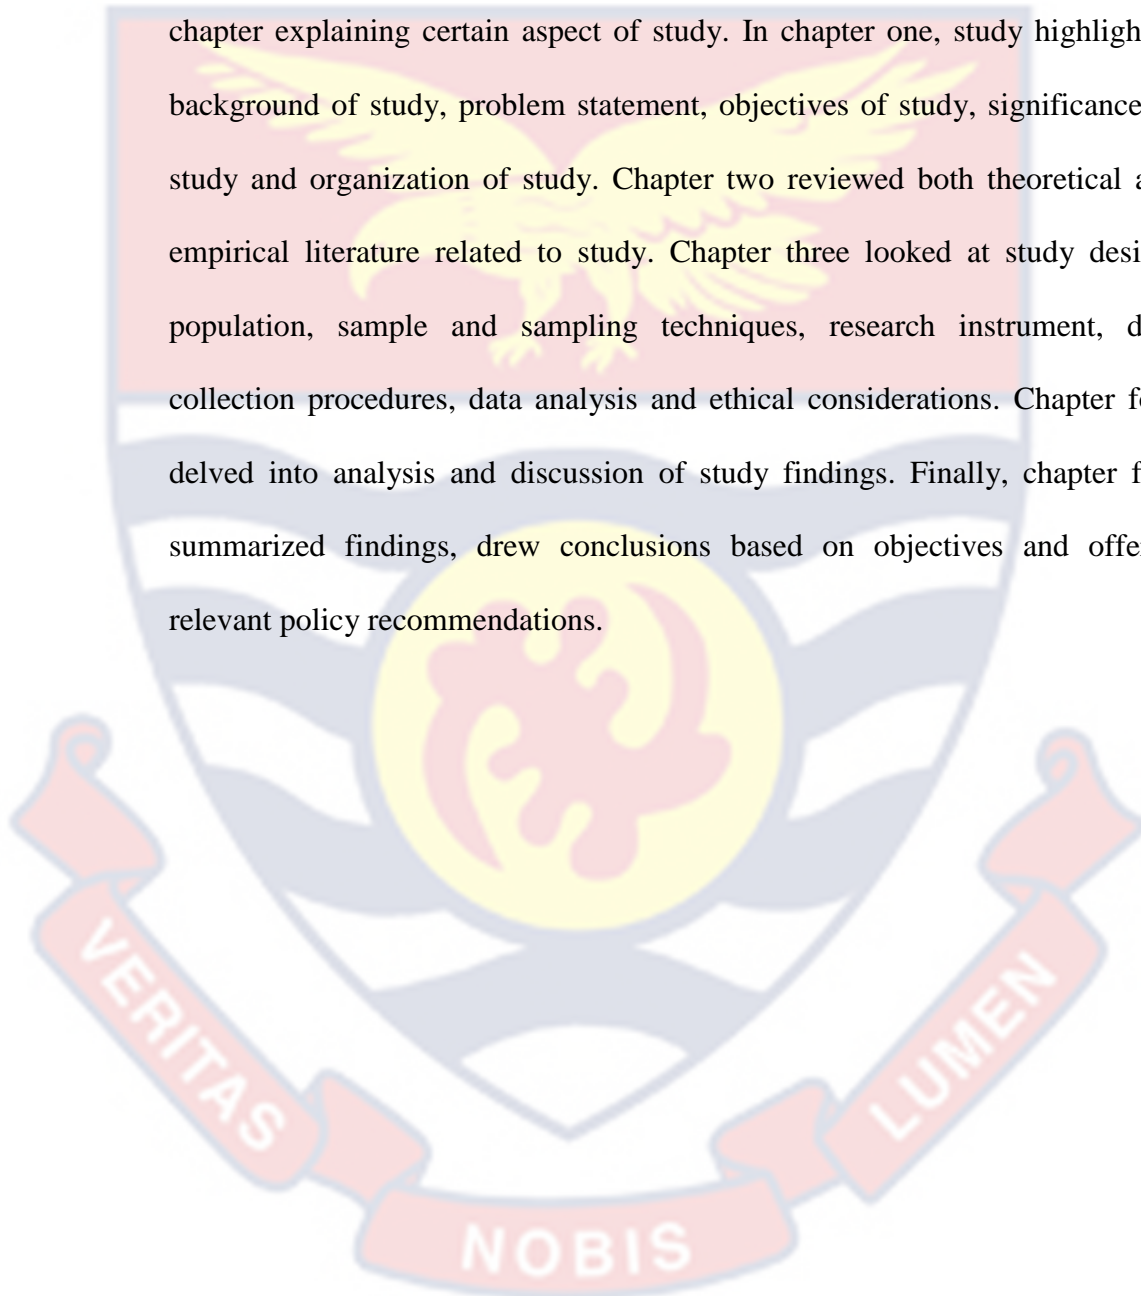 chapter explaining certain aspect of study. In chapter one, study highligh
background of study, problem statement, objectives of study, significance
study and organization of study. Chapter two reviewed both theoretical a
empirical literature related to study. Chapter three looked at study desi
population, sample and sampling techniques, research instrument, d
collection procedures, data analysis and ethical considerations. Chapter fo
delved into analysis and discussion of study findings. Finally, chapter f
summarized findings, drew conclusions based on objectives and offe
relevant policy recommendations.
VERITAS
NOBIS
LUMEN